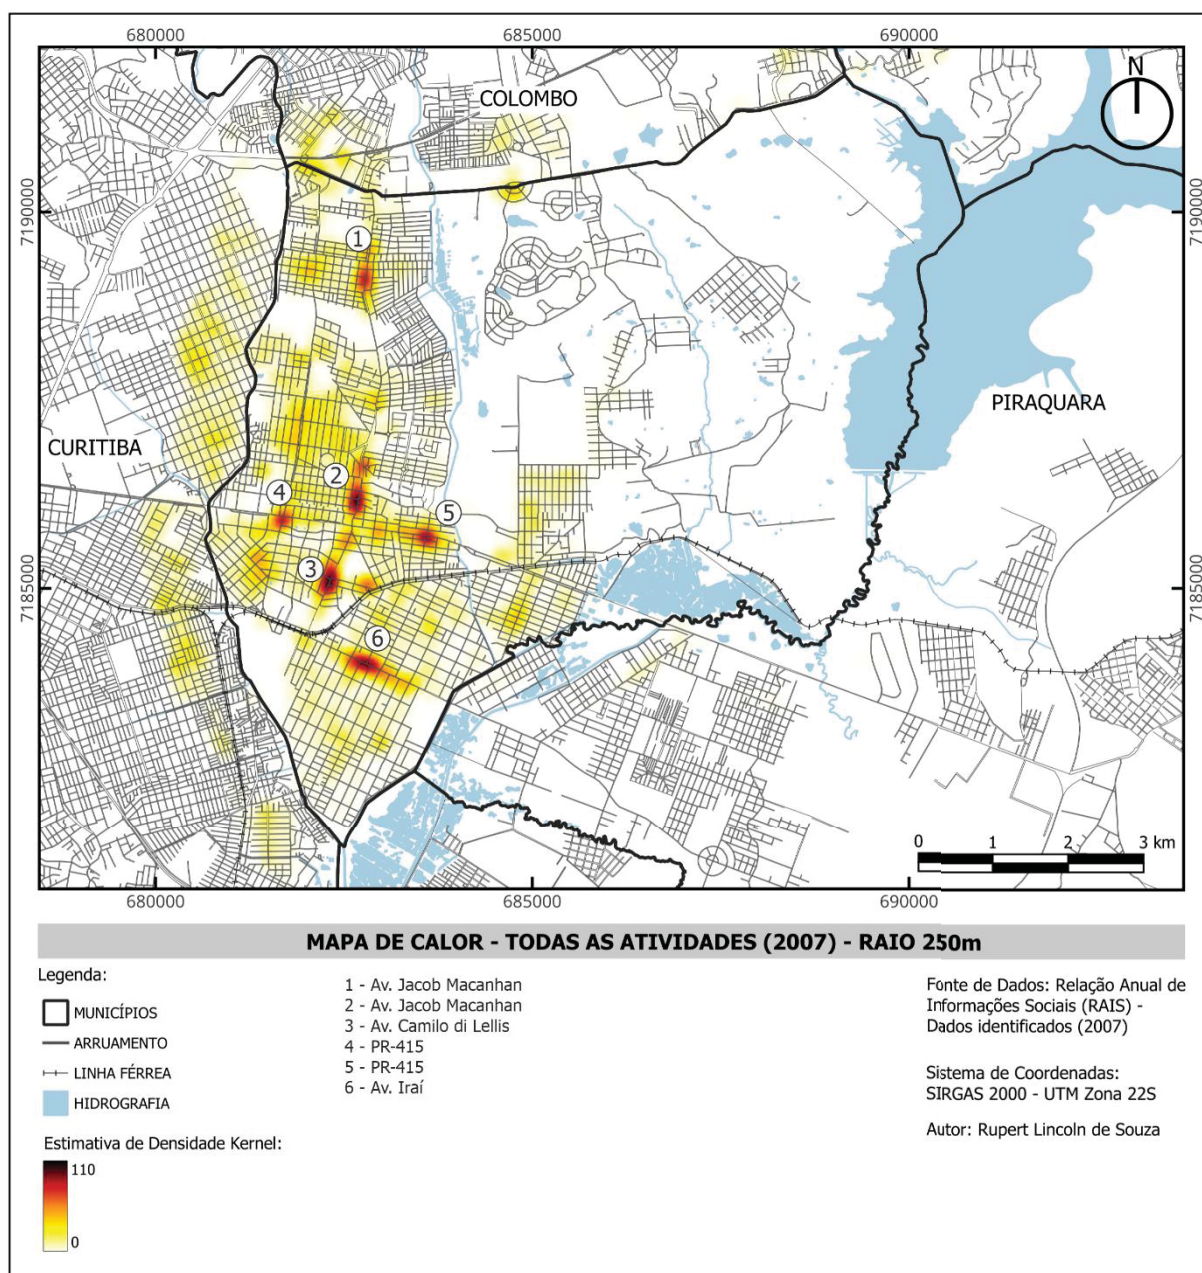 680000
685000
690000
COLOMBO
N
7190000
7190000
1
PIRAQUARA
CURITIBA
2
4
5
3
7185000
7185000
6
0 1 2 3 km
680000
685000
690000
MAPA DE CALOR - TODAS AS ATIVIDADES (2007) - RAIO 250m
Legenda:
MUNICÍPIOS
ARRUAMENTO
LINHA FÉRREA
HIDROGRAFIA
Estimativa de Densidade Kernel:
110
0
1 - Av. Jacob Macanhan
2 - Av. Jacob Macanhan
3 - Av. Camilo di Lellis
4 - PR-415
5 - PR-415
6 - Av. Iraí
Fonte de Dados: Relação Anual de
Informações Sociais (RAIS) -
Dados identificados (2007)
Sistema de Coordenadas:
SIRGAS 2000 - UTM Zona 22S
Autor: Rupert Lincoln de Souza